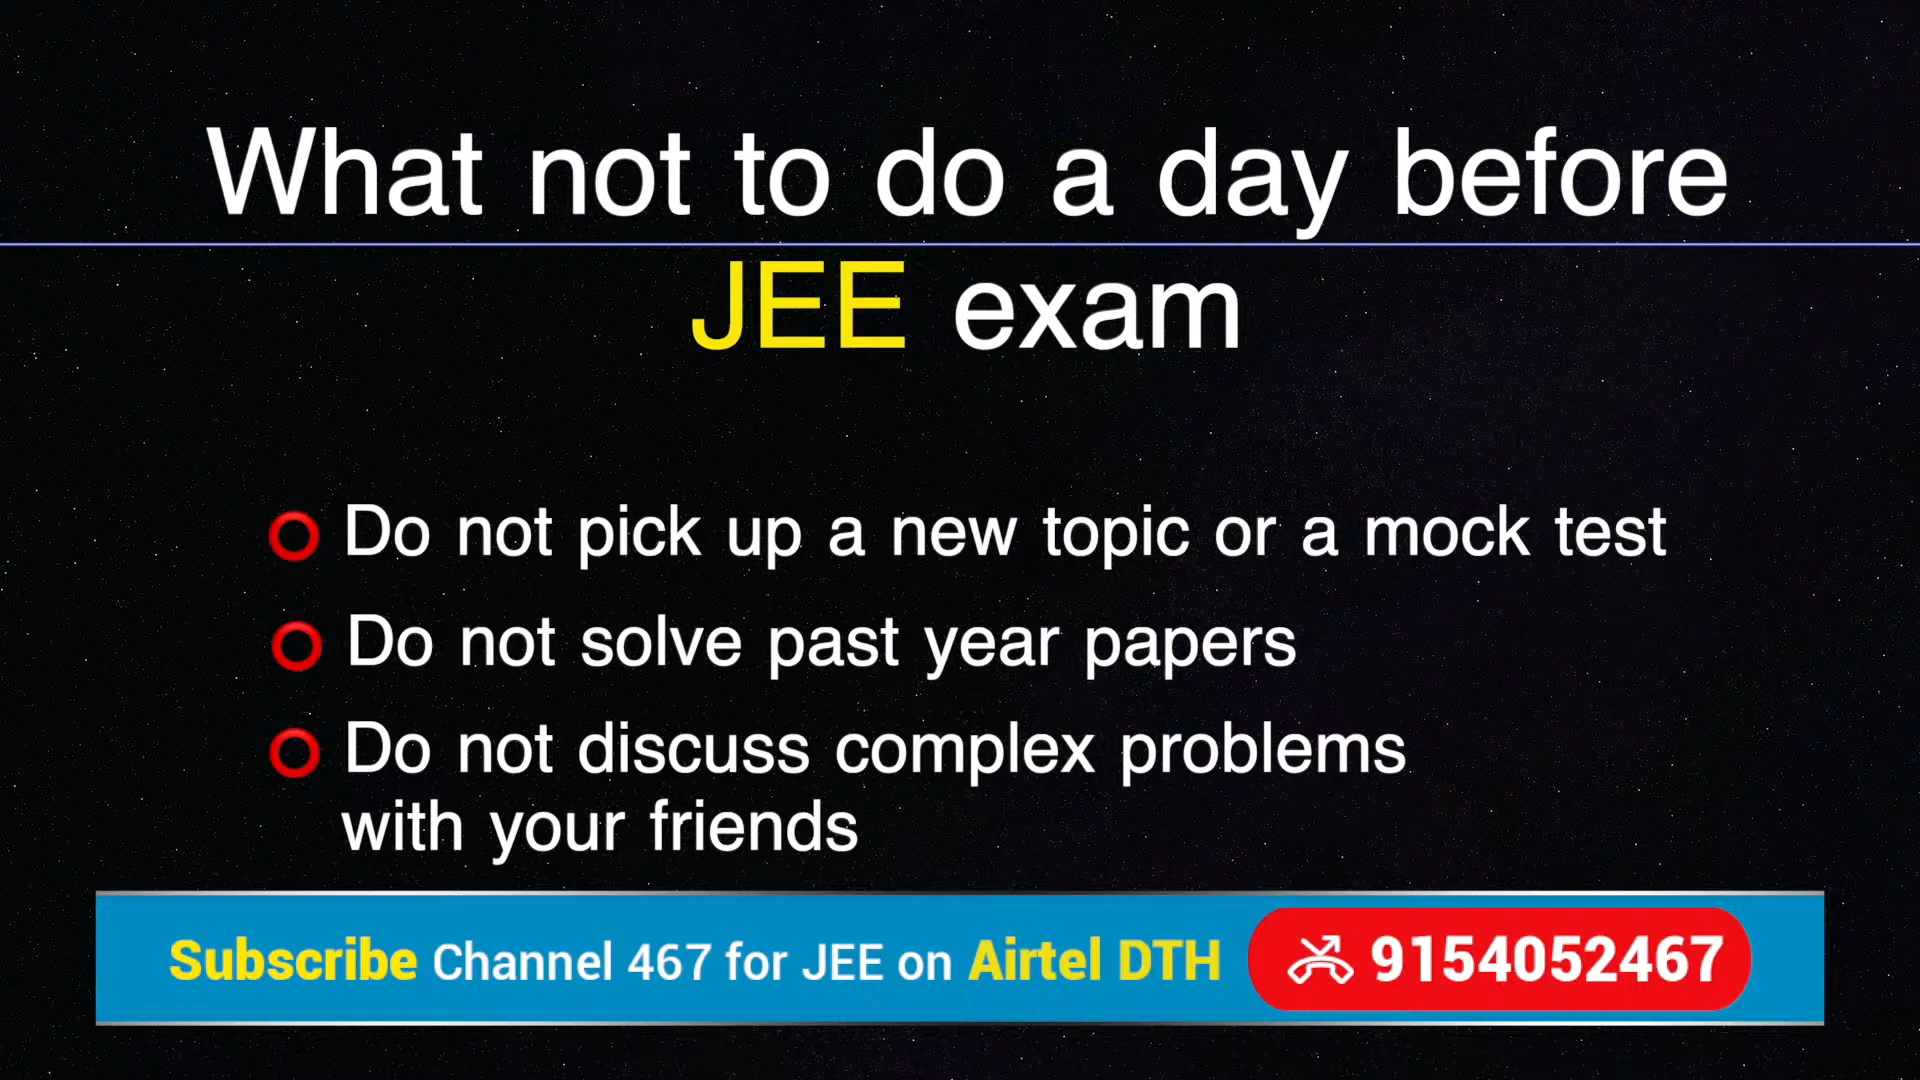 What not to do a day before
JEE exam
Do not pick up a new topic or a mock test
Do not solve past year papers
Do not discuss complex problems
with your friends
Subscribe Channel 467 for JEE on Airtel DTH 9154052467